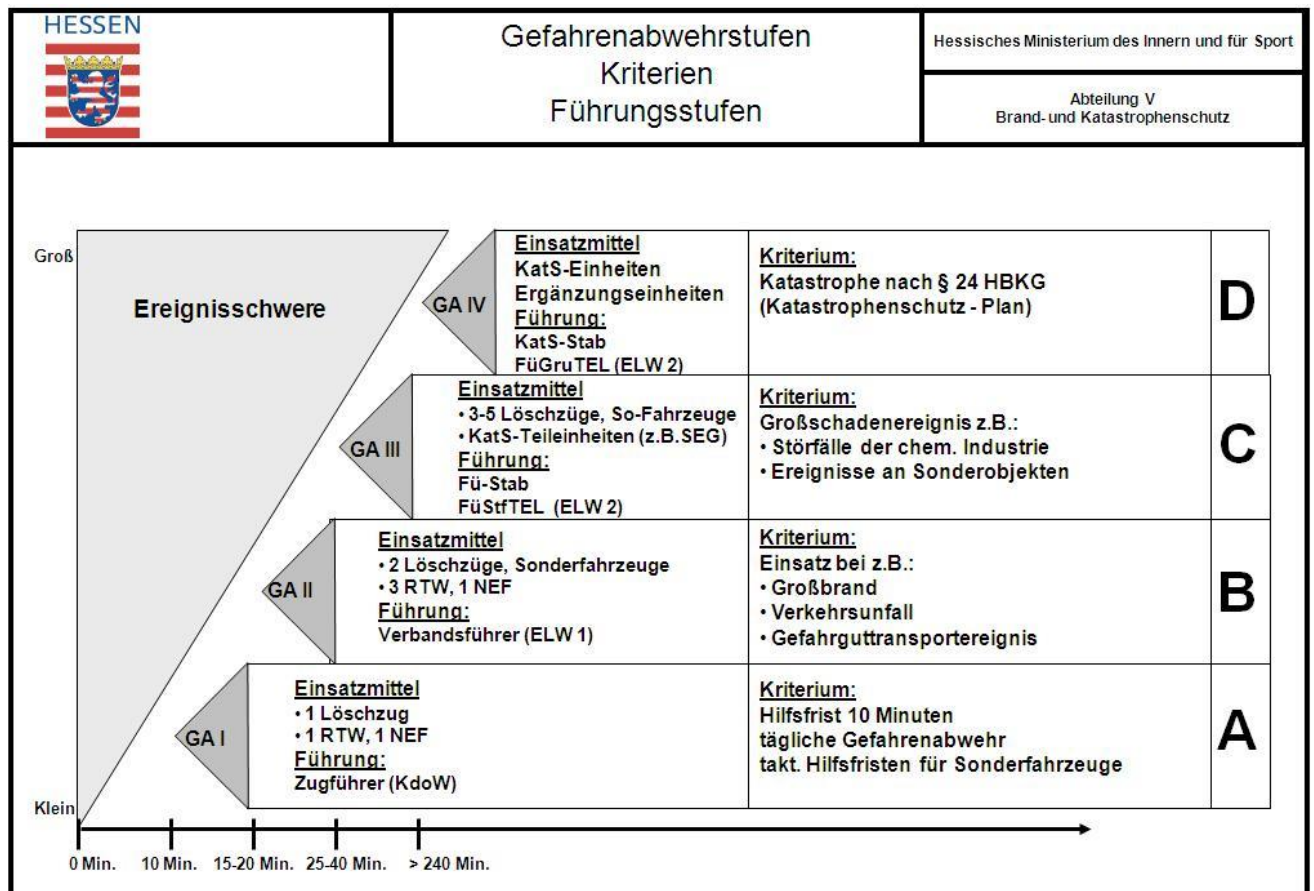 HESSEN
Gefahrenabwehrstufen
Kriterien
Führungsstufen
Hessisches Ministerium des Innern und für Sport
Abteilung V
Brand- und Katastrophenschutz
Groß
Ereignisschwere
GA IV
Einsatzmittel
KatS-Einheiten
Ergänzungseinheiten
Führung:
KatS-Stab
FüGruTEL (ELW 2)
Kriterium:
Katastrophe nach § 24 HBKG
(Katastrophenschutz - Plan)
D
GA III
Einsatzmittel
• 3-5 Löschzüge, So-Fahrzeuge
• KatS-Teileinheiten (z.B.SEG)
Führung:
Fü-Stab
FüStfTEL (ELW 2)
Kriterium:
Großschadenereignis z.B.:
• Störfälle der chem. Industrie
• Ereignisse an Sonderobjekten
C
GA II
Einsatzmittel
• 2 Löschzüge, Sonderfahrzeuge
• 3 RTW, 1 NEF
Führung:
Verbandsführer (ELW 1)
Kriterium:
Einsatz bei z.B.:
• Großbrand
• Verkehrsunfall
• Gefahrguttransportereignis
B
GA I
Einsatzmittel
• 1 Löschzug
• 1 RTW, 1 NEF
Führung:
Zugführer (KdoW)
Kriterium:
Hilfsfrist 10 Minuten
tägliche Gefahrenabwehr
takt. Hilfsfristen für Sonderfahrzeuge
A
Klein
0 Min. 10 Min. 15-20 Min. 25-40 Min. > 240 Min.